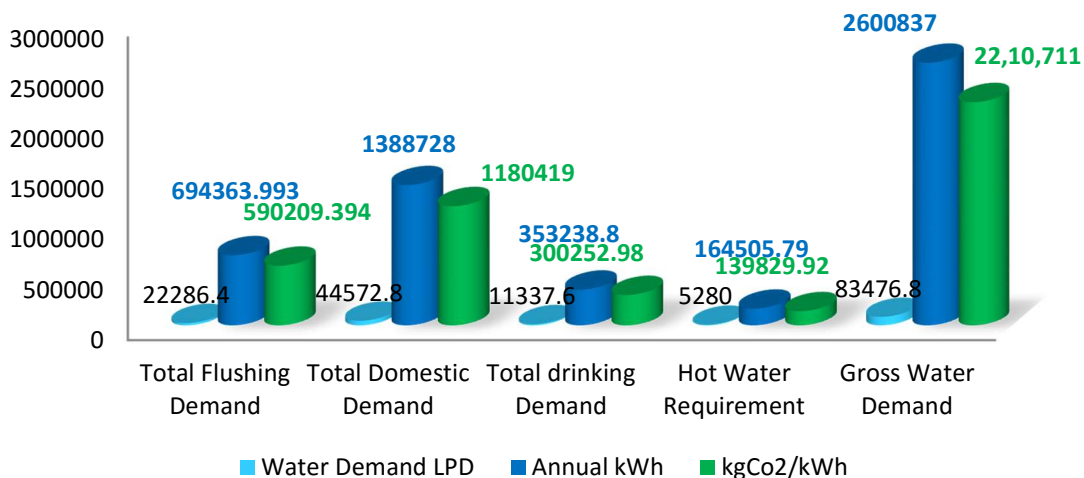 3000000
2500000
2000000
1500000
1000000
500000
0
22286.4
694363.993
590209.394
44572.8
1388728
1180419
11337.6
353238.8
300252.98
5280
164505.79
139829.92
83476.8
2600837
22,10,711
Total Flushing
Demand
Total Domestic
Demand
Total drinking
Demand
Hot Water
Requirement
Gross Water
Demand
Water Demand LPD
Annual kWh
kgCo2/kWh